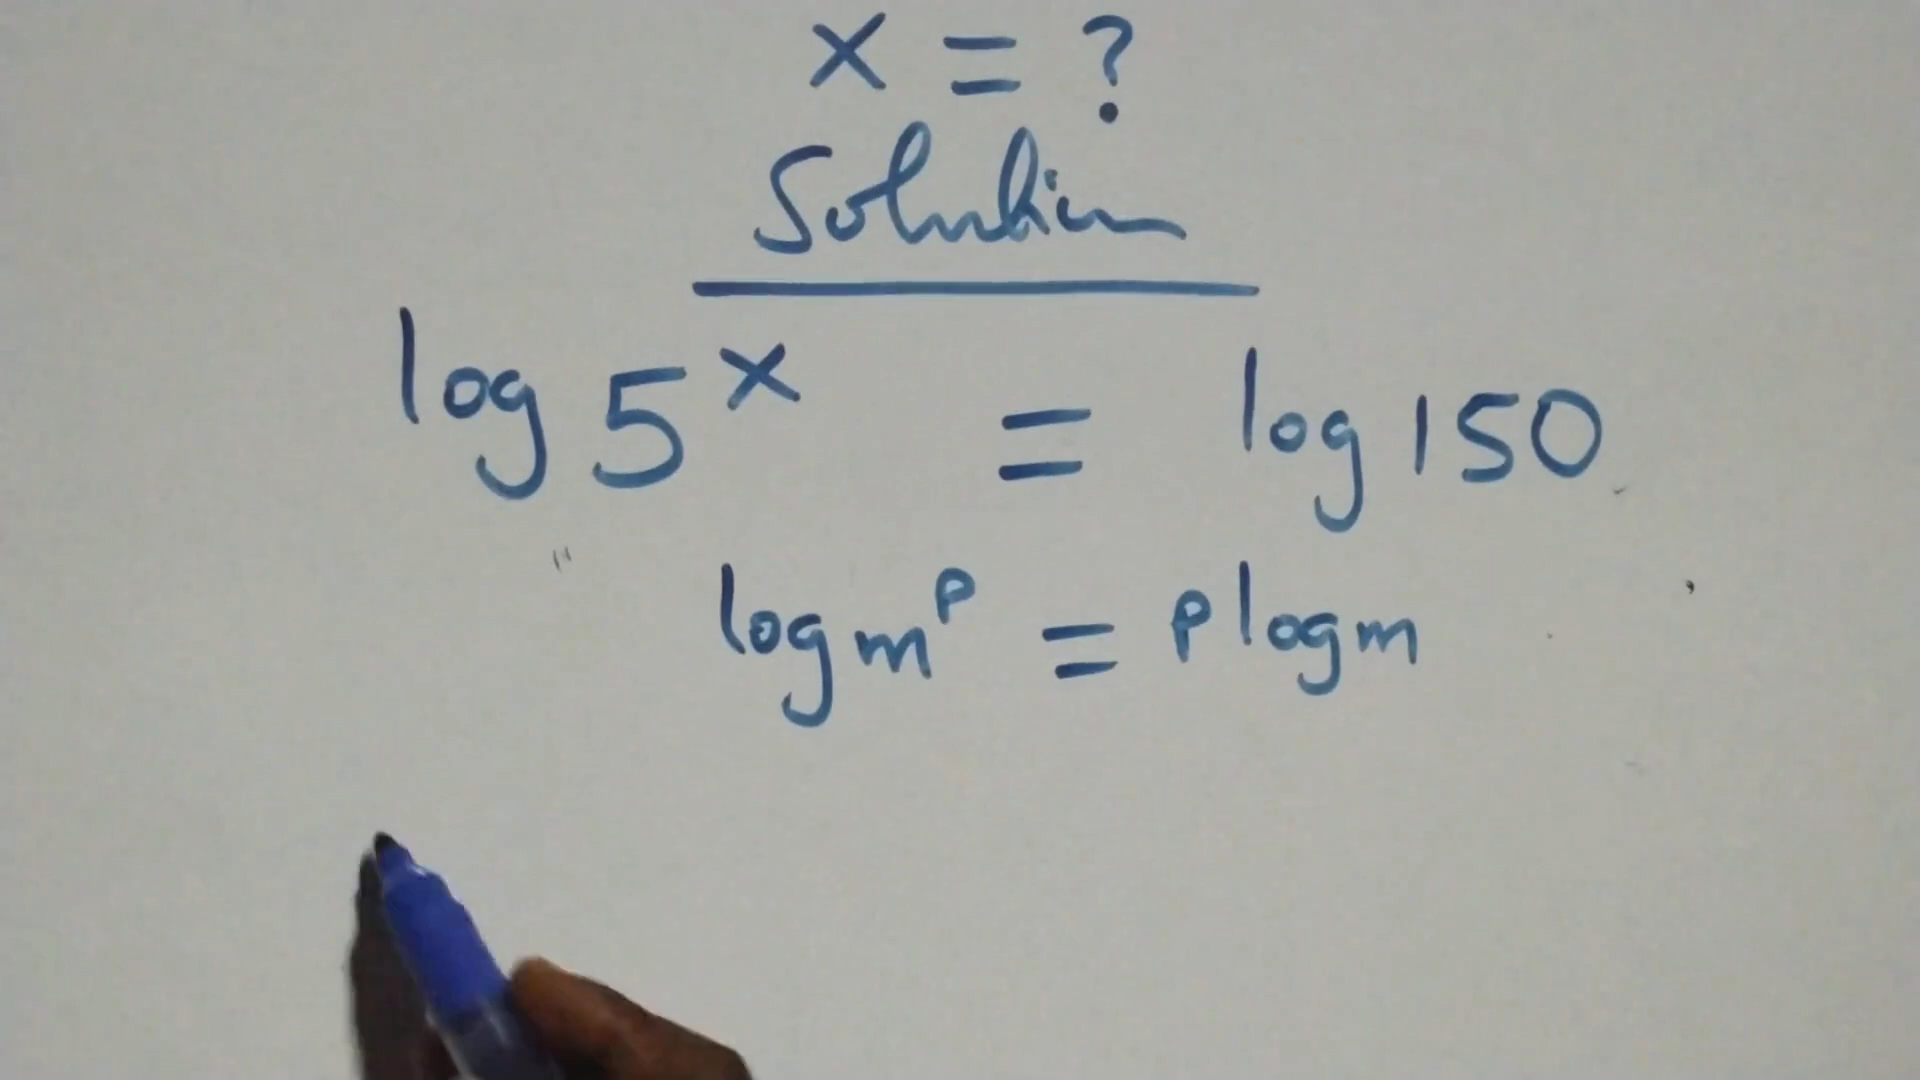 x = ?
Solution
log 5^x = log 150
log m^p = p log m